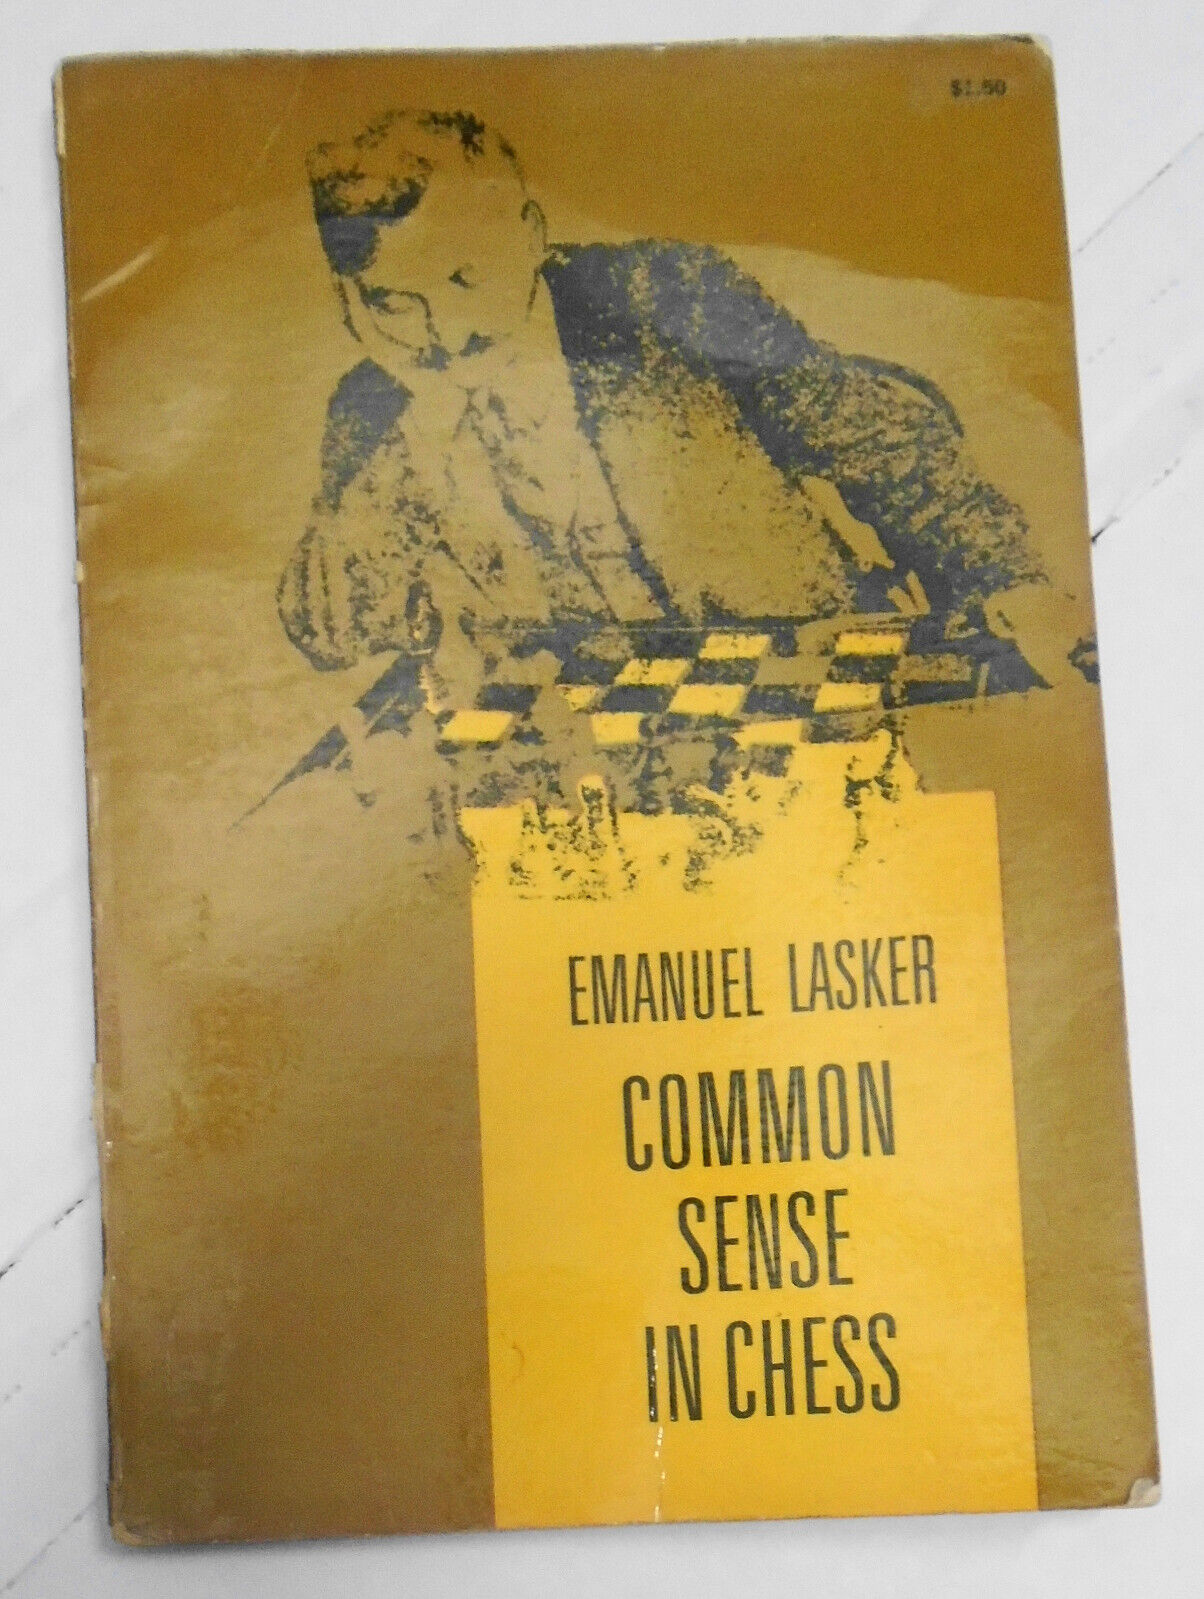 $1.50
EMANUEL LASKER
COMMON
SENSE
IN CHESS